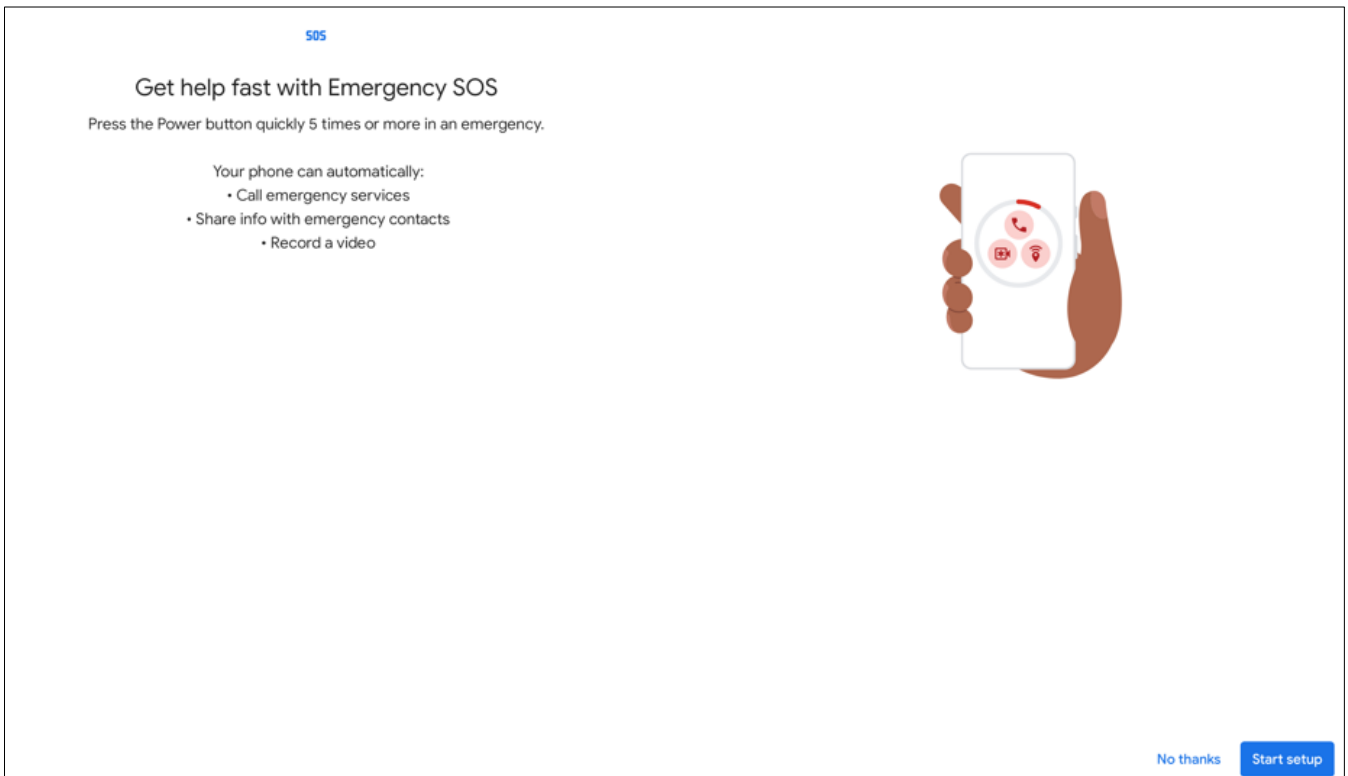 SOS
Get help fast with Emergency SOS
Press the Power button quickly 5 times or more in an emergency.
Your phone can automatically:
• Call emergency services
• Share info with emergency contacts
• Record a video
No thanks
Start setup